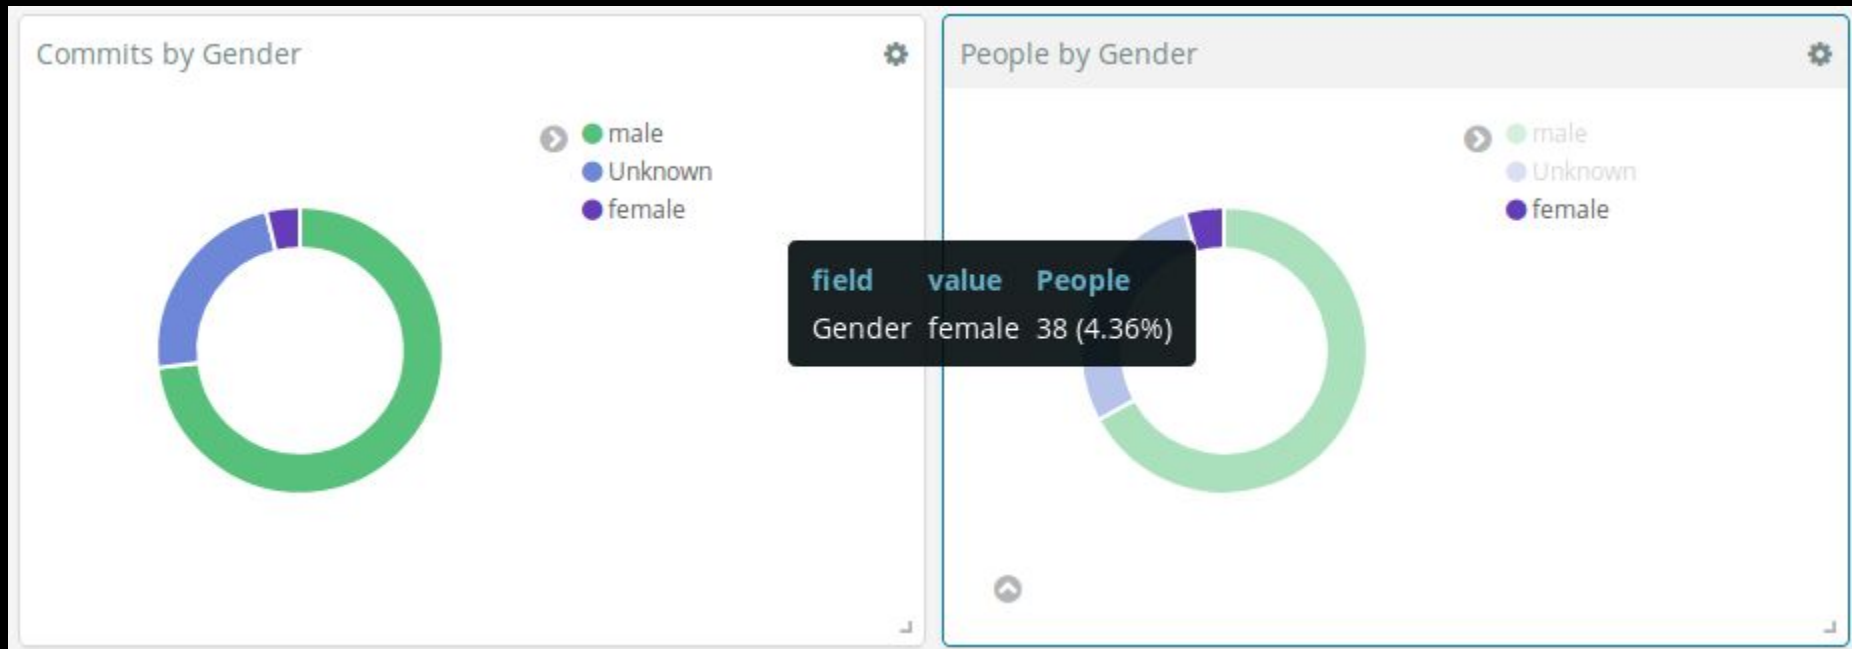 Commits by Gender
male
Unknown
female
People by Gender
male
Unknown
female
field value People
Gender female 38 (4.36%)